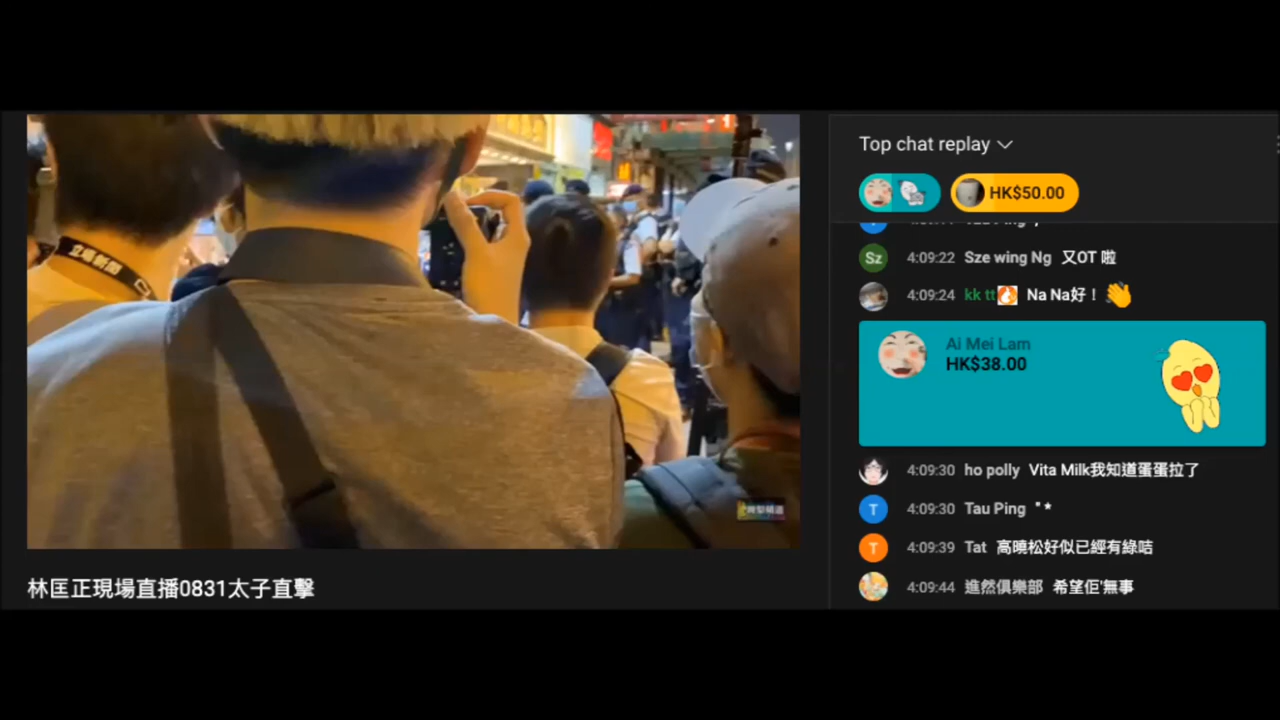 立場新聞
林匡正現場直播0831太子直擊
Top chat replay
HK$50.00
Sz
4:09:22 Sze wing Ng 又OT 啦
4:09:24 kk tt Na Na好！
Ai Mei Lam
HK$38.00
4:09:30 ho polly Vita Milk我知道蛋蛋拉了
T
4:09:30 Tau Ping " *
T
4:09:39 Tat 高曉松好似已經有綠咭
4:09:44 進然俱樂部 希望佢'無事